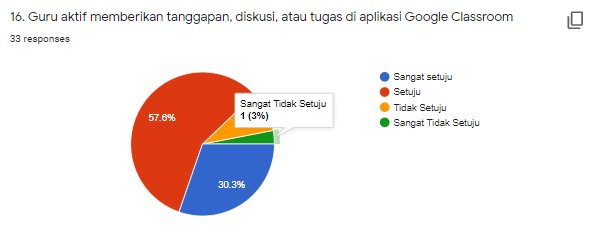 16. Guru aktif memberikan tanggapan, diskusi, atau tugas di aplikasi Google Classroom
33 responses
Sangat setuju
Setuju
Tidak Setuju
Sangat Tidak Setuju
Sangat Tidak Setuju
1 (3%)
57.6%
30.3%